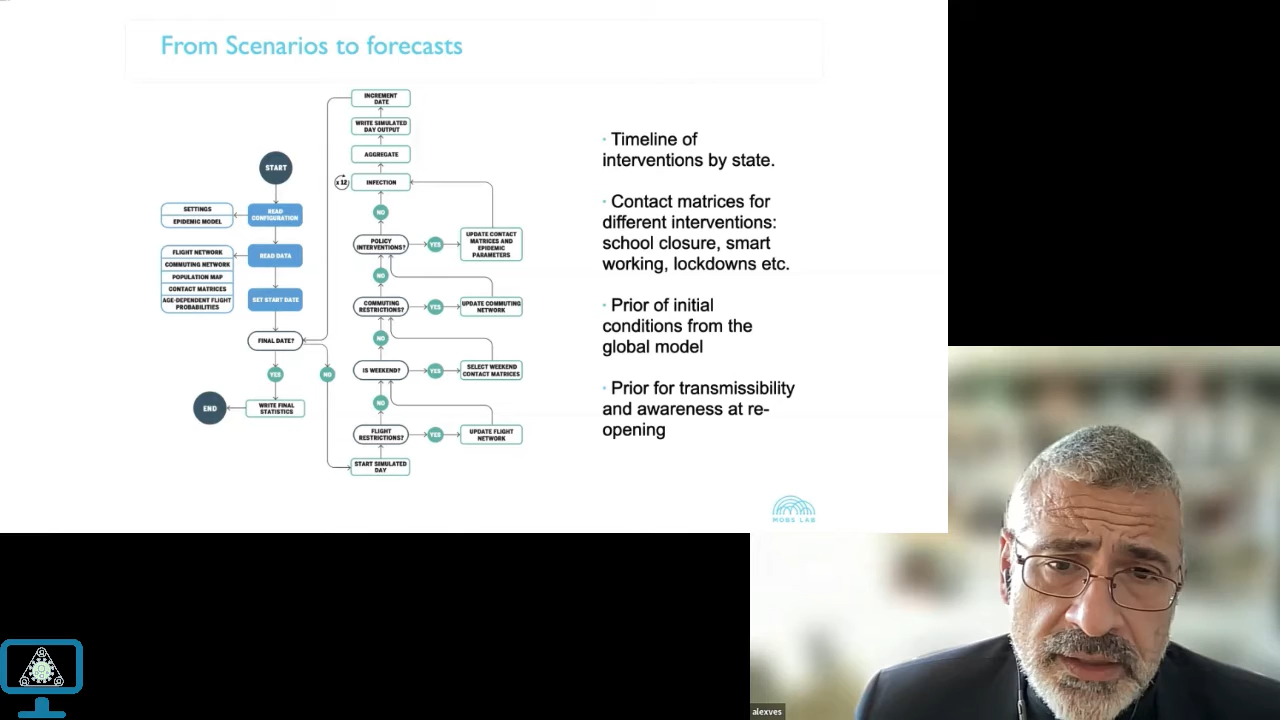 From Scenarios to forecasts
INCREMENT
DATE
WRITE SIMULATED
DAY OUTPUT
AGGREGATE
x 12
INFECTION
NO
POLICY
INTERVENTIONS?
YES
UPDATE CONTACT
MATRICES AND
EPIDEMIC
PARAMETERS
NO
COMMUTING
RESTRICTIONS?
YES
UPDATE COMMUTING
NETWORK
NO
IS WEEKEND?
YES
SELECT WEEKEND
CONTACT MATRICES
NO
FLIGHT
RESTRICTIONS?
YES
UPDATE FLIGHT
NETWORK
START SIMULATED
DAY
START
READ
CONFIGURATION
SETTINGS
EPIDEMIC MODEL
READ DATA
FLIGHT NETWORK
COMMUTING NETWORK
POPULATION MAP
CONTACT MATRICES
AGE-DEPENDENT FLIGHT
PROBABILITIES
SET START DATE
FINAL DATE?
YES
NO
WRITE FINAL
STATISTICS
END
• Timeline of
interventions by state.
• Contact matrices for
different interventions:
school closure, smart
working, lockdowns etc.
• Prior of initial
conditions from the
global model
• Prior for transmissibility
and awareness at re-
opening
MOBS LAB
alexves